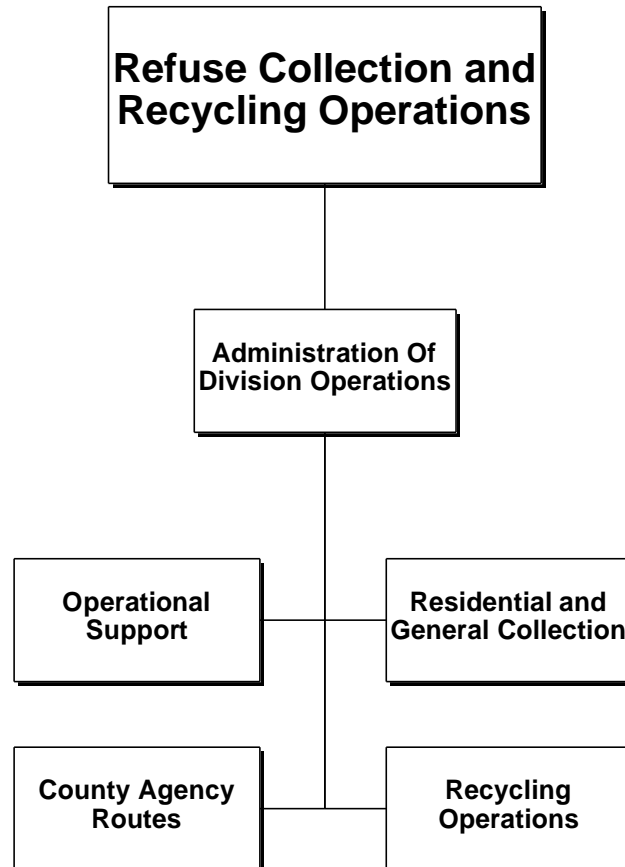 Refuse Collection and
Recycling Operations
Administration Of
Division Operations
Operational
Support
Residential and
General Collection
County Agency
Routes
Recycling
Operations